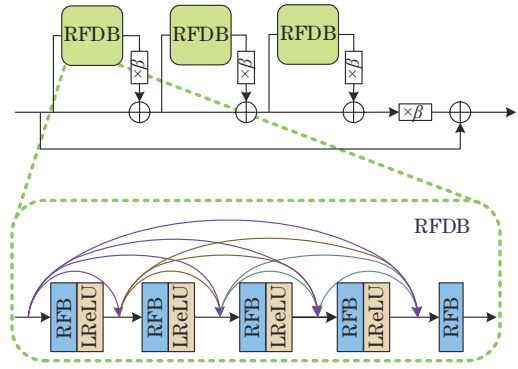 RFDB RFDB RFDB
×β ×β ×β
×β
RFDB
RFB LReLU RFB LReLU RFB LReLU RFB LReLU RFB